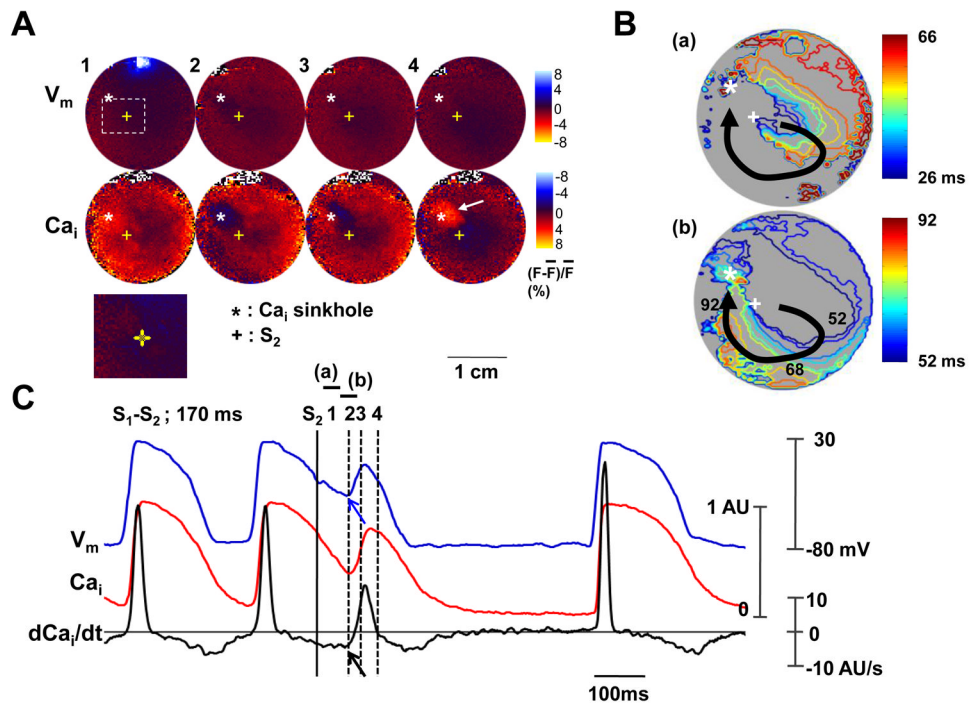 A
B
1 2 3 4
Vm
*
+
8
4
0
-4
-8
Cai
-8
-4
0
4
8
(F-F̅)/F̅
(%)
* : Cai sinkhole
+ : S2
1 cm
(a)
66
26 ms
(b)
92
52
68
92
52 ms
C
(a)
(b)
S1-S2 ; 170 ms
S2 1 23 4
Vm
Cai
dCai/dt
30
-80 mV
1 AU
0
10
0
-10 AU/s
100ms